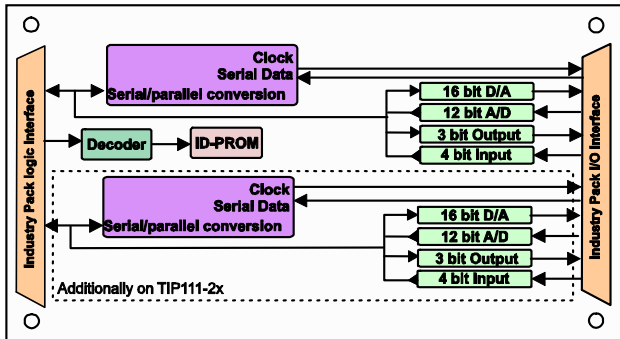 Industry Pack logic Interface
Clock
Serial Data
Serial/parallel conversion
16 bit D/A
12 bit A/D
3 bit Output
4 bit Input
Decoder
ID-PROM
Clock
Serial Data
Serial/parallel conversion
16 bit D/A
12 bit A/D
3 bit Output
4 bit Input
Additionally on TIP111-2x
Industry Pack I/O Interface